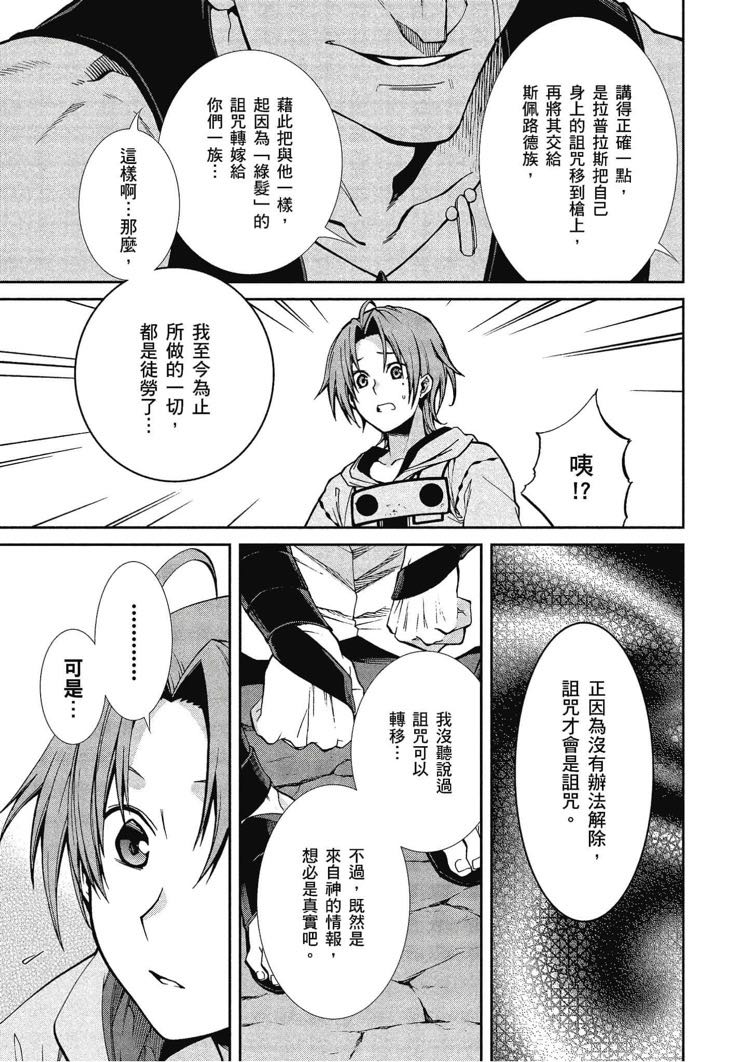 講得正確一點，
是拉普拉斯把自己
身上的詛咒移到槍上，
再將其交給
斯佩路德族，
藉此把與他一樣，
起因為「綠髮」的
詛咒轉嫁給
你們一族…
這樣啊…那麼，
我至今為止
所做的一切，
都是徒勞了…
咦!?
正因為沒有辦法解除，
詛咒才會是詛咒。
我沒聽說過
詛咒可以
轉移…
不過，既然是
來自神的情報，
想必是真實吧。
…………
可是…